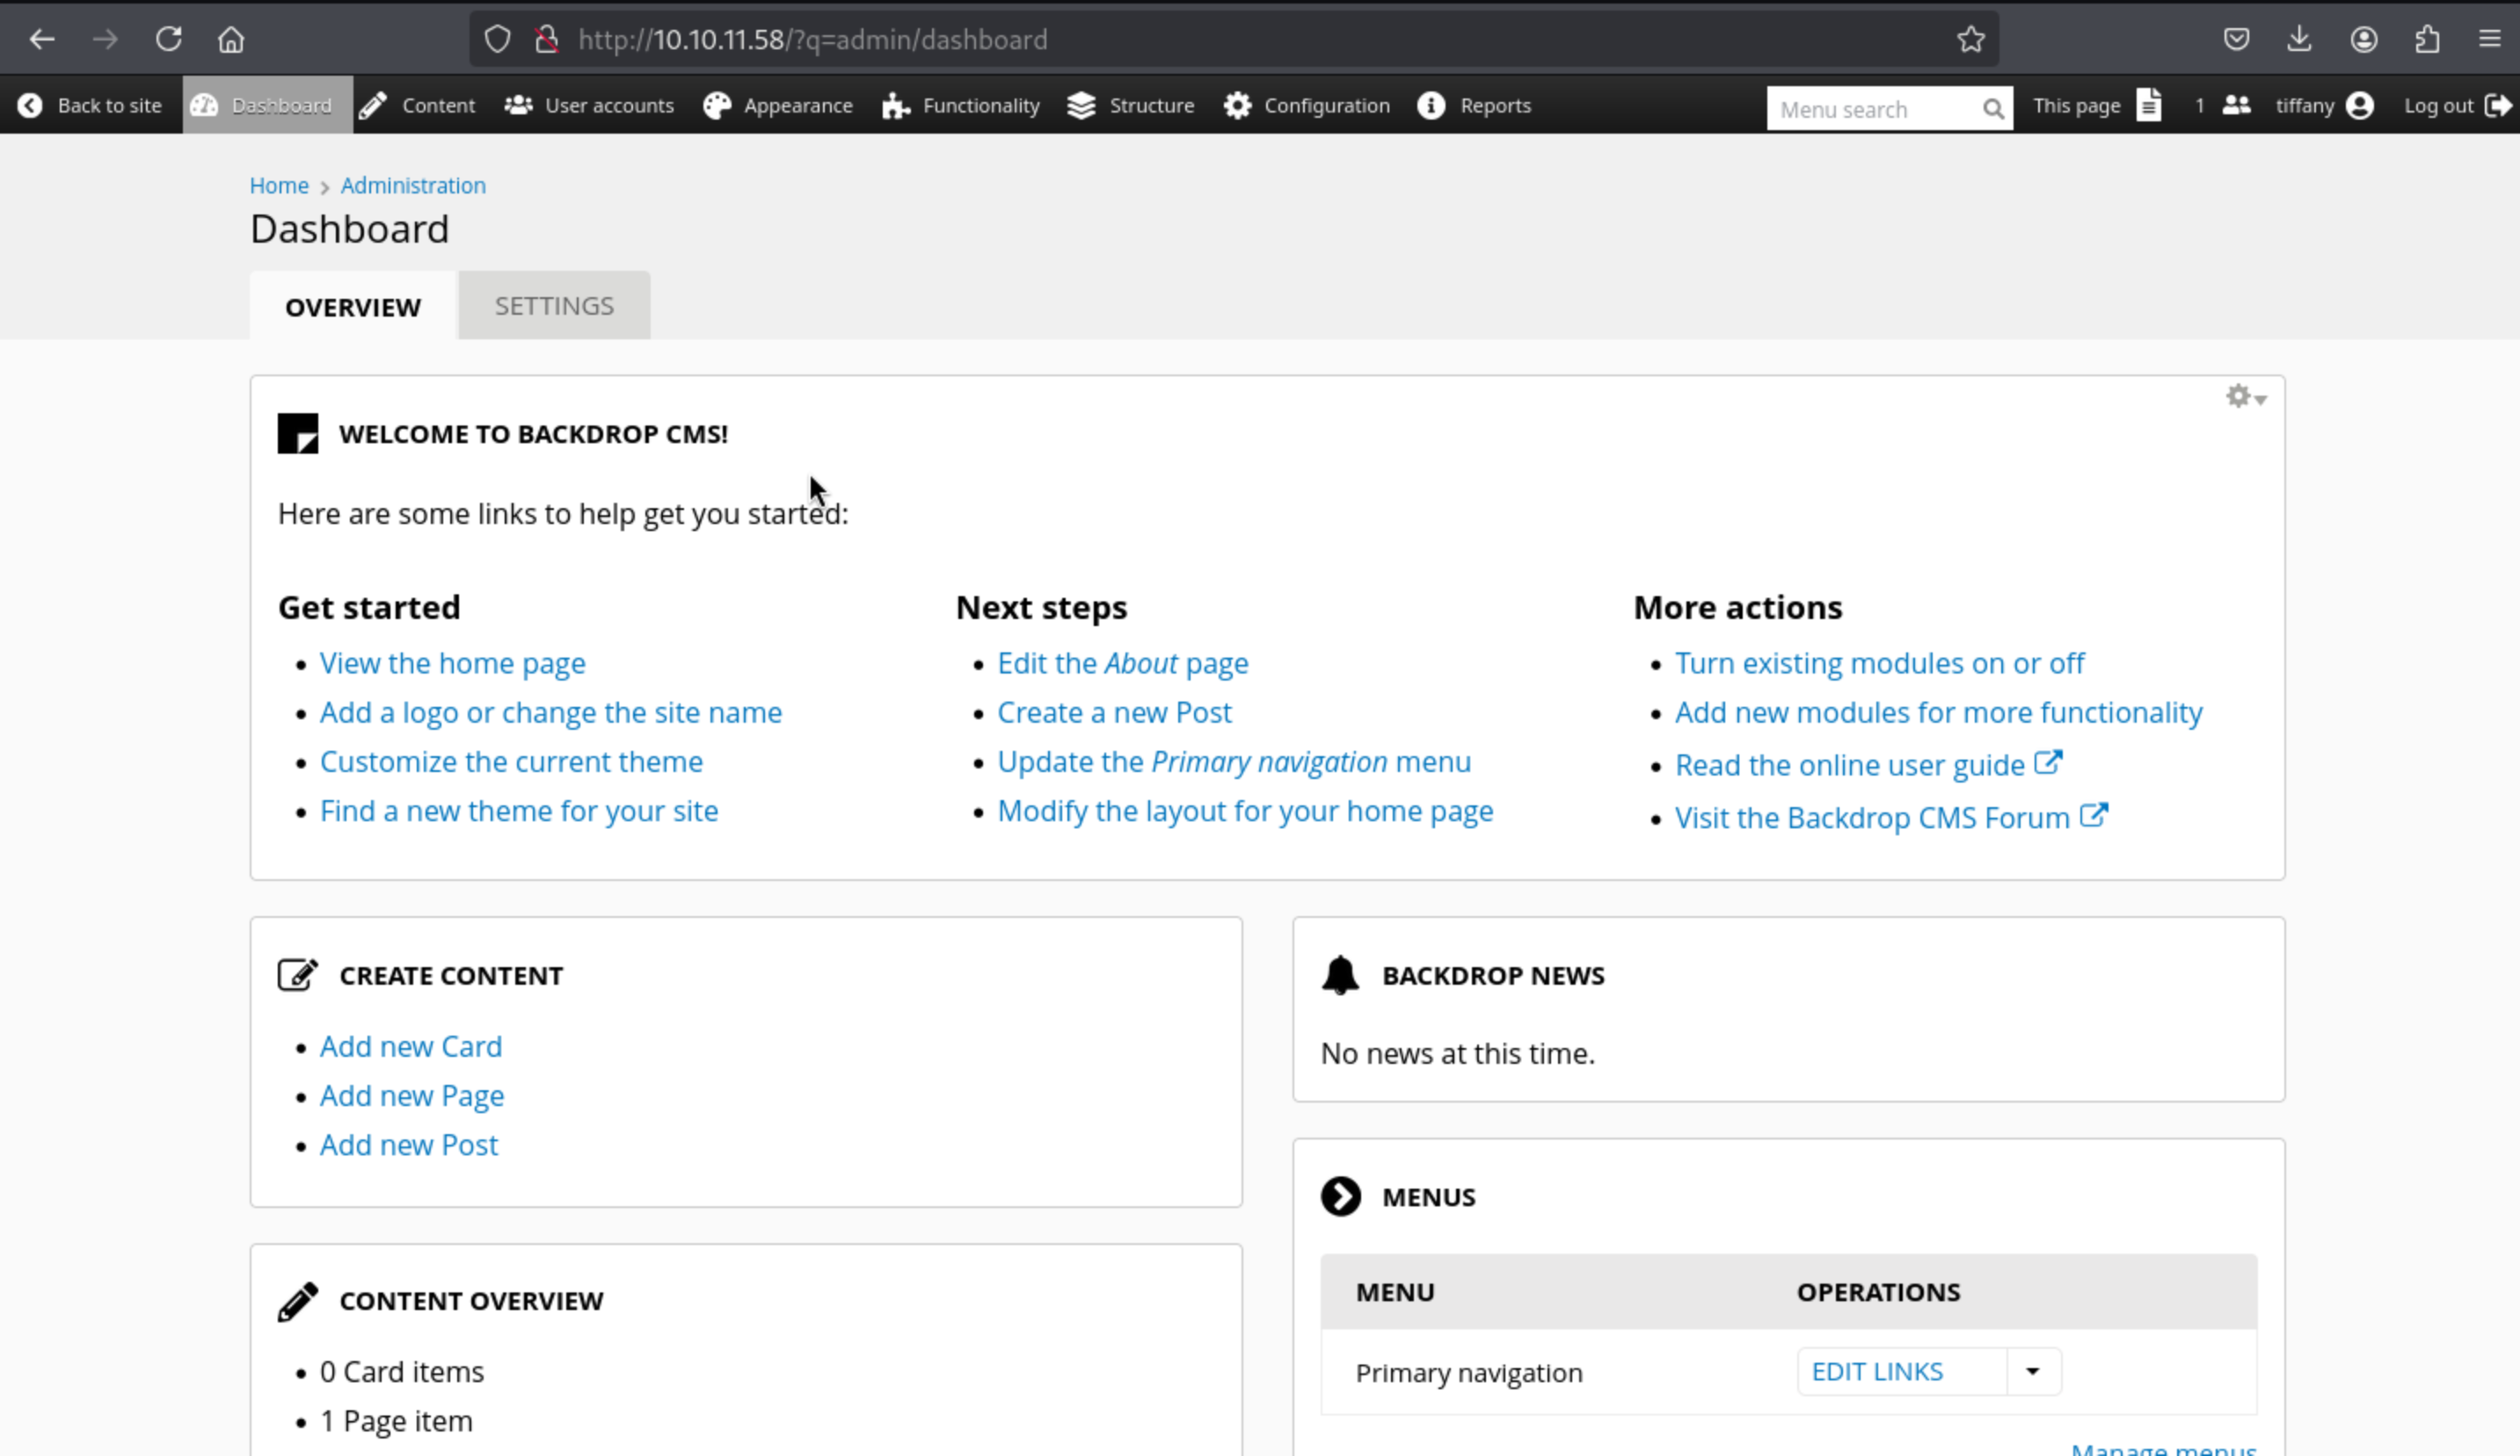 http://10.10.11.58/?q=admin/dashboard
Back to site Dashboard Content User accounts Appearance Functionality Structure Configuration Reports Menu search This page 1 tiffany Log out
Home Administration
Dashboard
OVERVIEW SETTINGS
WELCOME TO BACKDROP CMS!
Here are some links to help get you started:
Get started
View the home page
Add a logo or change the site name
Customize the current theme
Find a new theme for your site
Next steps
Edit the About page
Create a new Post
Update the Primary navigation menu
Modify the layout for your home page
More actions
Turn existing modules on or off
Add new modules for more functionality
Read the online user guide
Visit the Backdrop CMS Forum
CREATE CONTENT
Add new Card
Add new Page
Add new Post
CONTENT OVERVIEW
0 Card items
1 Page item
BACKDROP NEWS
No news at this time.
MENUS
MENU OPERATIONS
Primary navigation EDIT LINKS
Manage menus